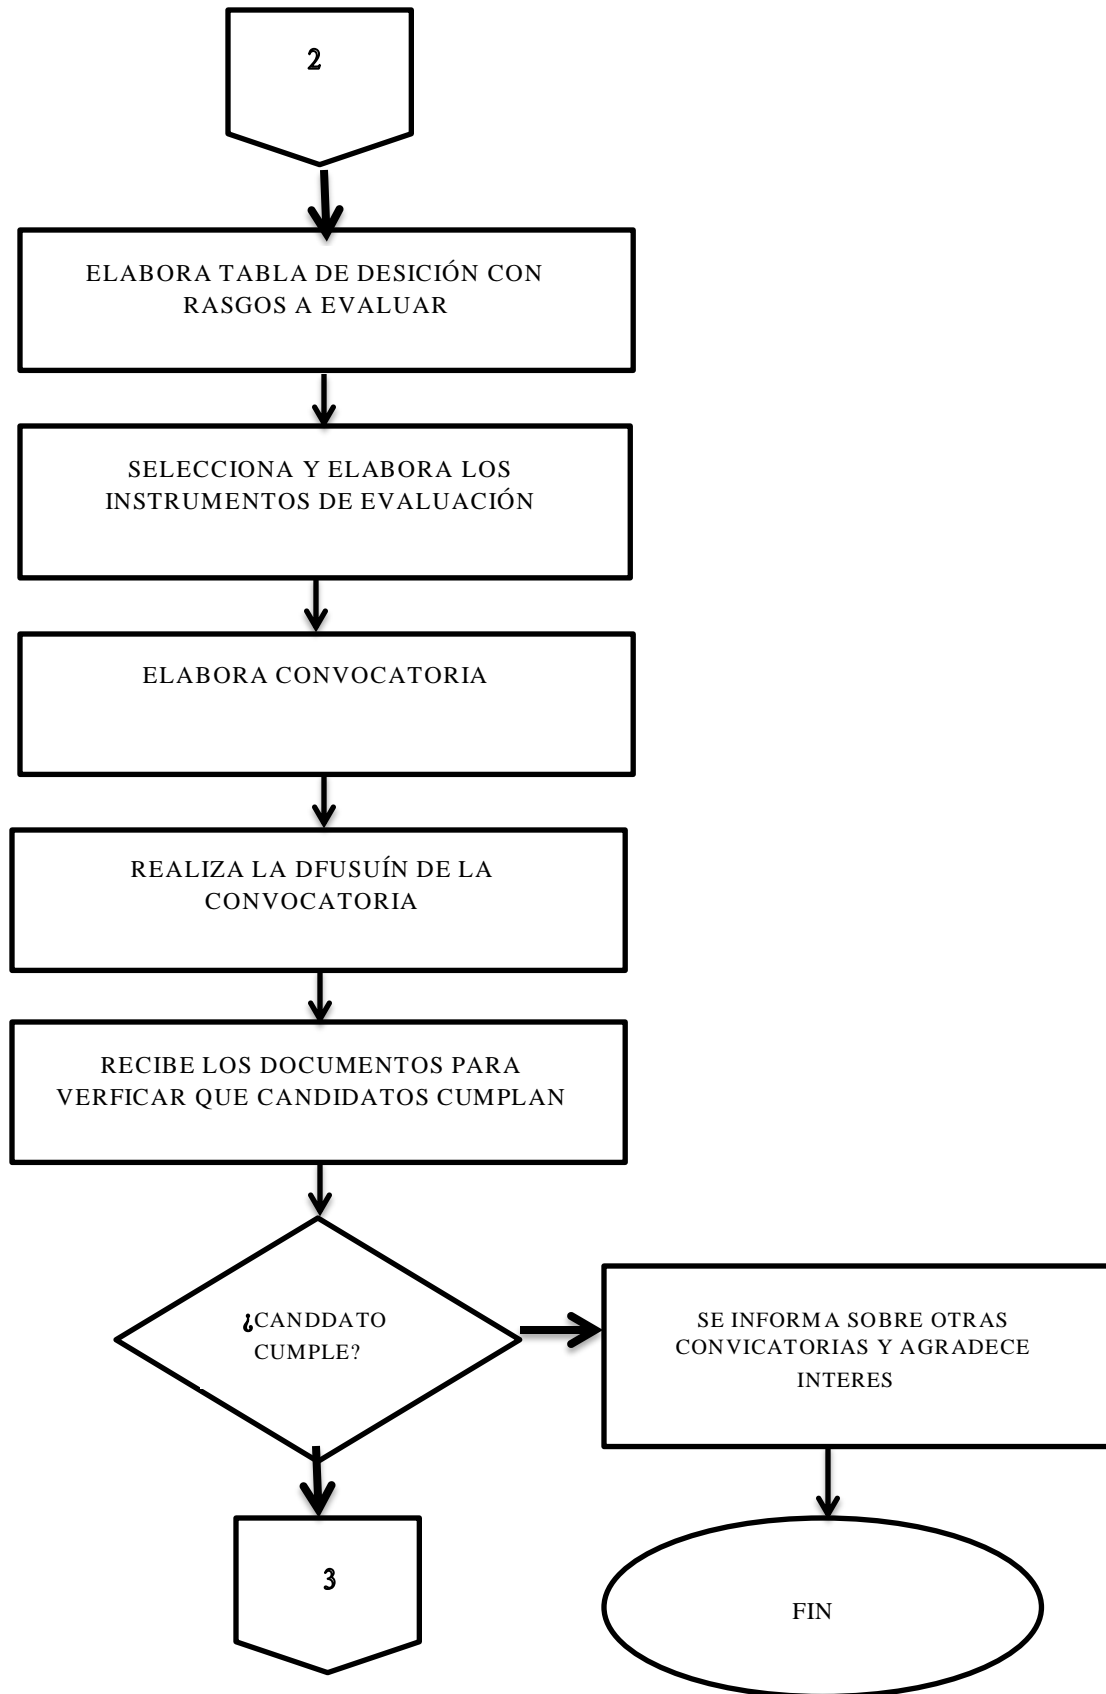 2
ELABORA TABLA DE DESICIÓN CON
RASGOS A EVALUAR
SELECCIONA Y ELABORA LOS
INSTRUMENTOS DE EVALUACIÓN
ELABORA CONVOCATORIA
REALIZA LA DFUSUÍN DE LA
CONVOCATORIA
RECIBE LOS DOCUMENTOS PARA
VERFICAR QUE CANDIDATOS CUMPLAN
¿CANDDATO
CUMPLE?
SE INFORMA SOBRE OTRAS
CONVICATORIAS Y AGRADECE
INTERES
3
FIN